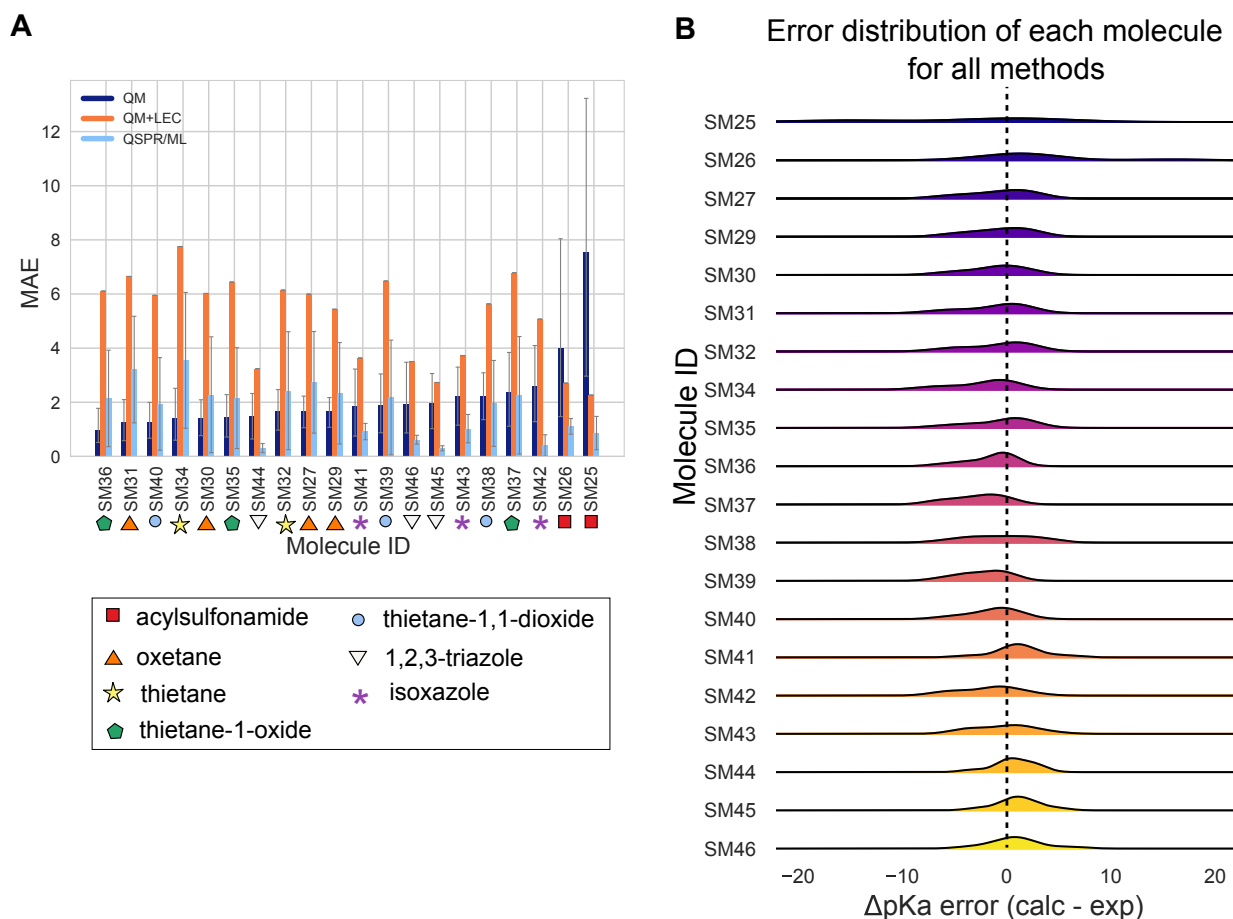 A
QM
QM+LEC
QSPR/ML
12
10
8
6
4
2
0
MAE
SM36
SM31
SM40
SM34
SM30
SM35
SM44
SM32
SM27
SM29
SM41
SM39
SM46
SM45
SM43
SM38
SM37
SM42
SM26
SM25
Molecule ID
acylsulfonamide
oxetane
thietane
thietane-1-oxide
thietane-1,1-dioxide
1,2,3-triazole
isoxazole
B
Error distribution of each molecule
for all methods
Molecule ID
SM25
SM26
SM27
SM29
SM30
SM31
SM32
SM34
SM35
SM36
SM37
SM38
SM39
SM40
SM41
SM42
SM43
SM44
SM45
SM46
−20 −10 0 10 20
ΔpKa error (calc - exp)